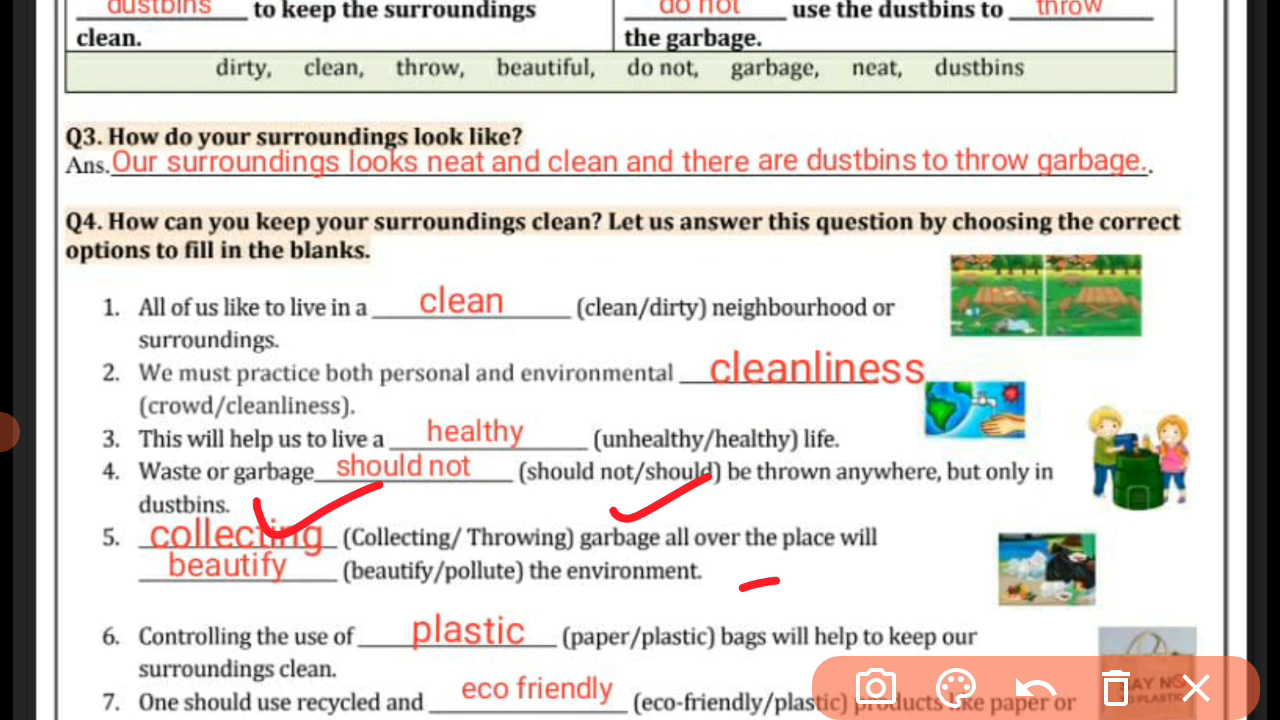 dustbins to keep the surroundings
clean.
do not use the dustbins to throw
the garbage.
dirty, clean, throw, beautiful, do not, garbage, neat, dustbins
Q3. How do your surroundings look like?
Ans. Our surroundings looks neat and clean and there are dustbins to throw garbage..
Q4. How can you keep your surroundings clean? Let us answer this question by choosing the correct
options to fill in the blanks.
1. All of us like to live in a clean (clean/dirty) neighbourhood or
surroundings.
2. We must practice both personal and environmental cleanliness
(crowd/cleanliness).
3. This will help us to live a healthy (unhealthy/healthy) life.
4. Waste or garbage should not (should not/should) be thrown anywhere, but only in
dustbins.
5. collecting (Collecting/ Throwing) garbage all over the place will
beautify (beautify/pollute) the environment.
6. Controlling the use of plastic (paper/plastic) bags will help to keep our
surroundings clean.
SAY NO
TO PLASTIC
7. One should use recycled and eco friendly (eco-friendly/plastic) products like paper or